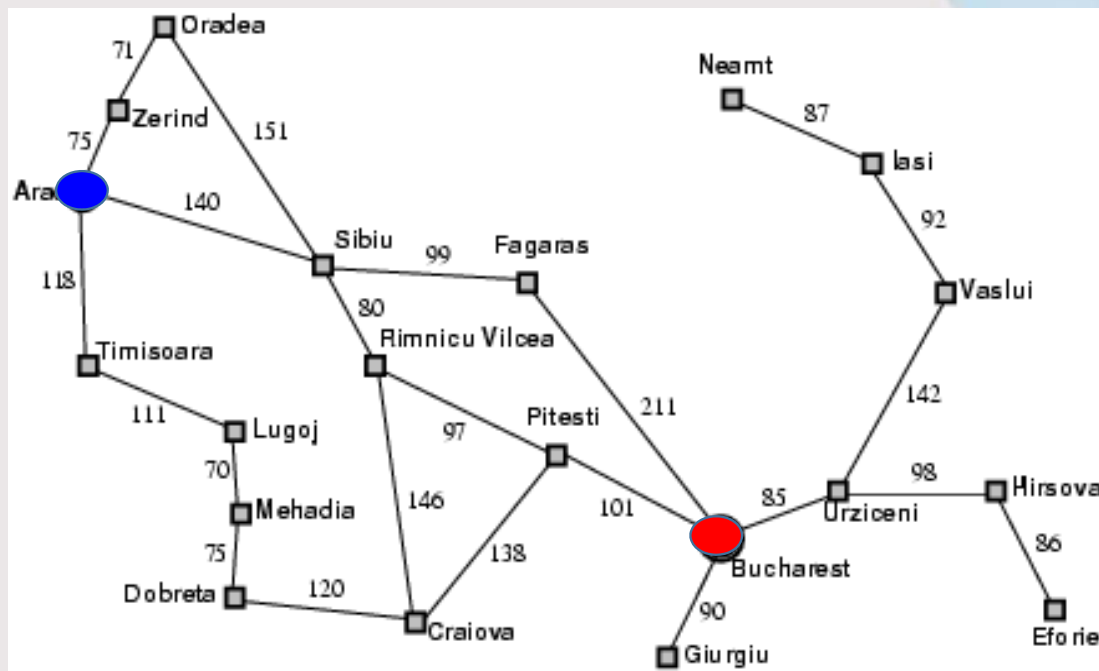 Oradea
71
Neamt
Zerind
87
75
151
Iasi
Ara
140
92
Sibiu
Fagaras
99
118
Vaslui
80
Rimnicu Vilcea
Timisoara
142
211
111
Pitesti
Lugoj
97
70
98
Hirsova
146
85
Mehadia
101
Urziceni
86
75
138
Bucharest
Dobreta
120
90
Craiova
Eforie
Giurgiu